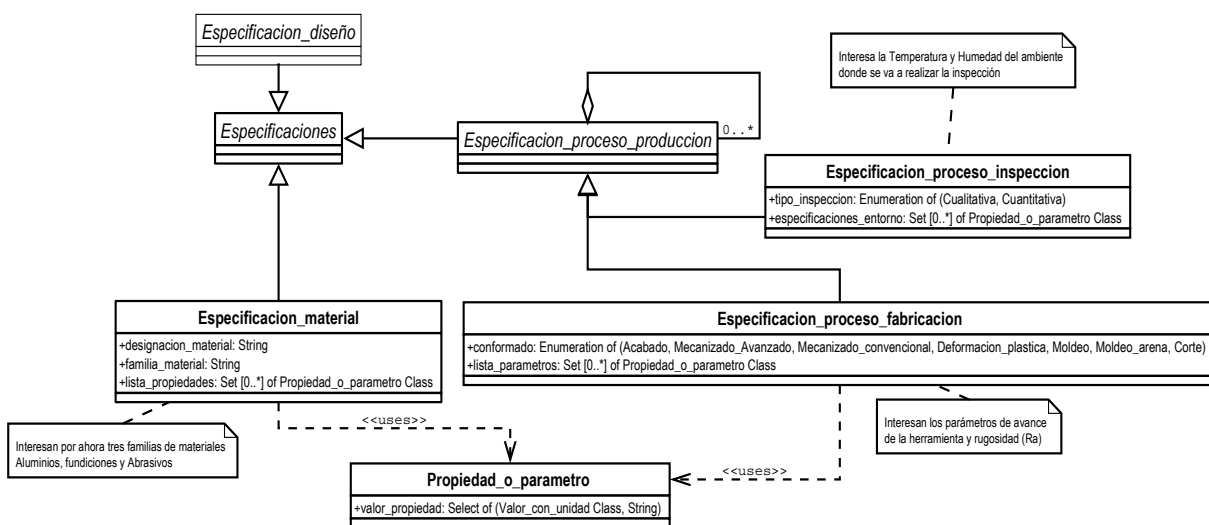 Especificacion_diseño
Interesa la Temperatura y Humedad del ambiente
donde se va a realizar la inspección
Especificaciones
Especificacion_proceso_produccion
0..*
Especificacion_proceso_inspeccion
+tipo_inspeccion: Enumeration of (Cualitativa, Cuantitativa)
+especificaciones_entorno: Set [0..*] of Propiedad_o_parametro Class
Especificacion_material
+designacion_material: String
+familia_material: String
+lista_propiedades: Set [0..*] of Propiedad_o_parametro Class
Especificacion_proceso_fabricacion
+conformado: Enumeration of (Acabado, Mecanizado_Avanzado, Mecanizado_convencional, Deformacion_plastica, Moldeo, Moldeo_arena, Corte)
+lista_parametros: Set [0..*] of Propiedad_o_parametro Class
Interesan por ahora tres familias de materiales
Aluminios, fundiciones y Abrasivos
<<uses>>
Interesan los parámetros de avance
de la herramienta y rugosidad (Ra)
<<uses>>
Propiedad_o_parametro
+valor_propiedad: Select of (Valor_con_unidad Class, String)